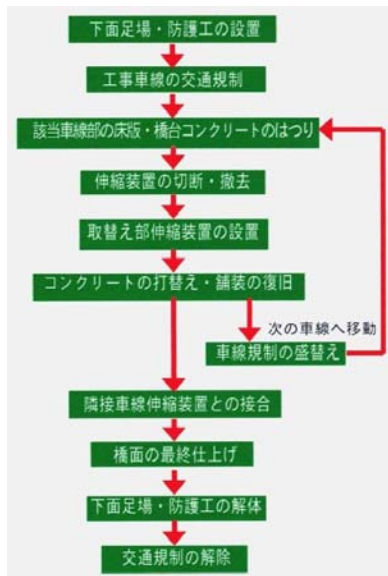 下面足場・防護工の設置
工事車線の交通規制
該当車線部の床版・橋台コンクリートのはつり
伸縮装置の切断・撤去
取替え部伸縮装置の設置
コンクリートの打替え・舗装の復旧
次の車線へ移動
車線規制の盛替え
隣接車線伸縮装置との接合
橋面の最終仕上げ
下面足場・防護工の解体
交通規制の解除